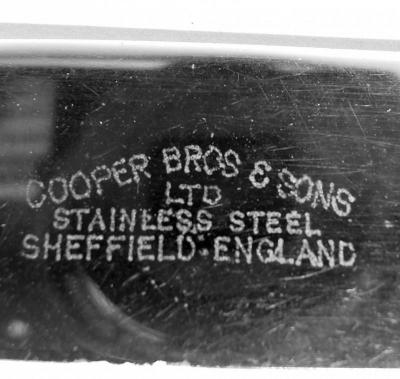 COOPER BROS & SONS
LTD
STAINLESS STEEL
SHEFFIELD·ENGLAND